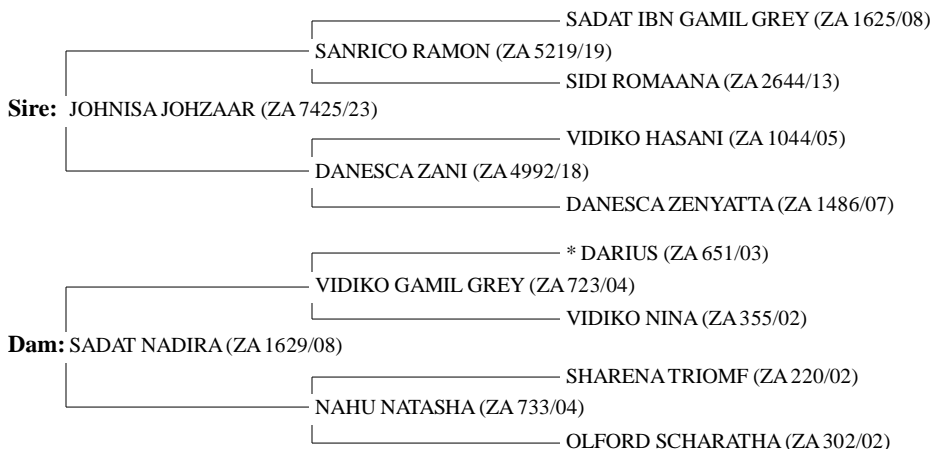 SADAT IBN GAMIL GREY (ZA 1625/08)
SANRICO RAMON (ZA 5219/19)
SIDI ROMAANA (ZA 2644/13)
Sire: JOHNISA JOHZAAR (ZA 7425/23)
VIDIKO HASANI (ZA 1044/05)
DANESCA ZANI (ZA 4992/18)
DANESCA ZENYATTA (ZA 1486/07)
* DARIUS (ZA 651/03)
VIDIKO GAMIL GREY (ZA 723/04)
VIDIKO NINA (ZA 355/02)
Dam: SADAT NADIRA (ZA 1629/08)
SHARENA TRIOMF (ZA 220/02)
NAHU NATASHA (ZA 733/04)
OLFORD SCHARATHA (ZA 302/02)